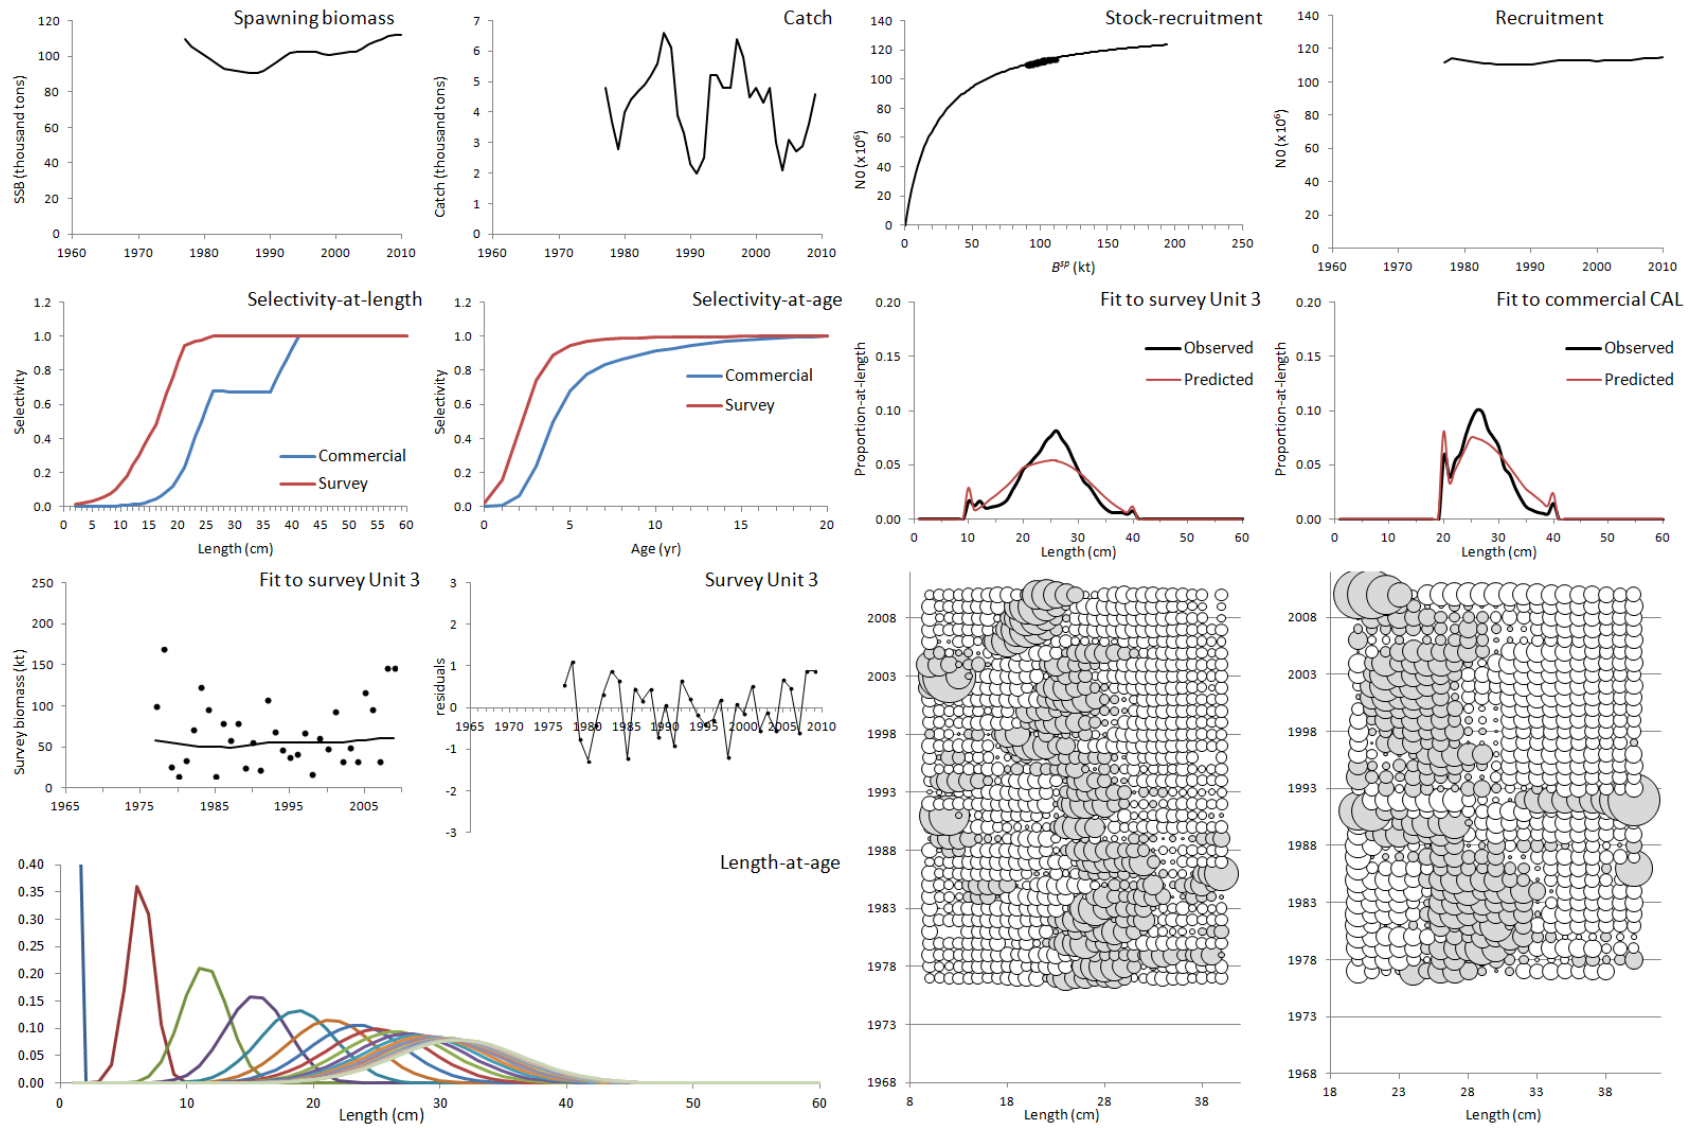 Spawning biomass
SSB (thousand tons)
120
100
80
60
40
20
0
1960 1970 1980 1990 2000 2010
Catch
Catch (thousand tons)
7
6
5
4
3
2
1
0
1960 1970 1980 1990 2000 2010
Stock-recruitment
N0 (x10⁶)
140
120
100
80
60
40
20
0
0 50 100 150 200 250
Bˢᵖ (kt)
Recruitment
N0 (x10⁶)
140
120
100
80
60
40
20
0
1960 1970 1980 1990 2000 2010
Selectivity-at-length
Selectivity
1.2
1.0
0.8
0.6
0.4
0.2
0.0
Commercial
Survey
0 5 10 15 20 25 30 35 40 45 50 55 60
Length (cm)
Selectivity-at-age
Selectivity
1.2
1.0
0.8
0.6
0.4
0.2
0.0
Commercial
Survey
0 5 10 15 20
Age (yr)
Fit to survey Unit 3
Proportion-at-length
0.20
0.15
0.10
0.05
0.00
Observed
Predicted
0 10 20 30 40 50 60
Length (cm)
Fit to commercial CAL
Proportion-at-length
0.20
0.15
0.10
0.05
0.00
Observed
Predicted
0 10 20 30 40 50 60
Length (cm)
Fit to survey Unit 3
Survey biomass (kt)
250
200
150
100
50
0
1965 1975 1985 1995 2005
Survey Unit 3
residuals
3
2
1
0
1965 1970 1975 1980 1985 1990 1995 2000 2005 2010
-1
-2
-3
2008
2003
1998
1993
1988
1983
1978
1973
1968
8 18 28 38
Length (cm)
2008
2003
1998
1993
1988
1983
1978
1973
1968
18 23 28 33 38
Length (cm)
Length-at-age
0.40
0.35
0.30
0.25
0.20
0.15
0.10
0.05
0.00
0 10 20 30 40 50 60
Length (cm)